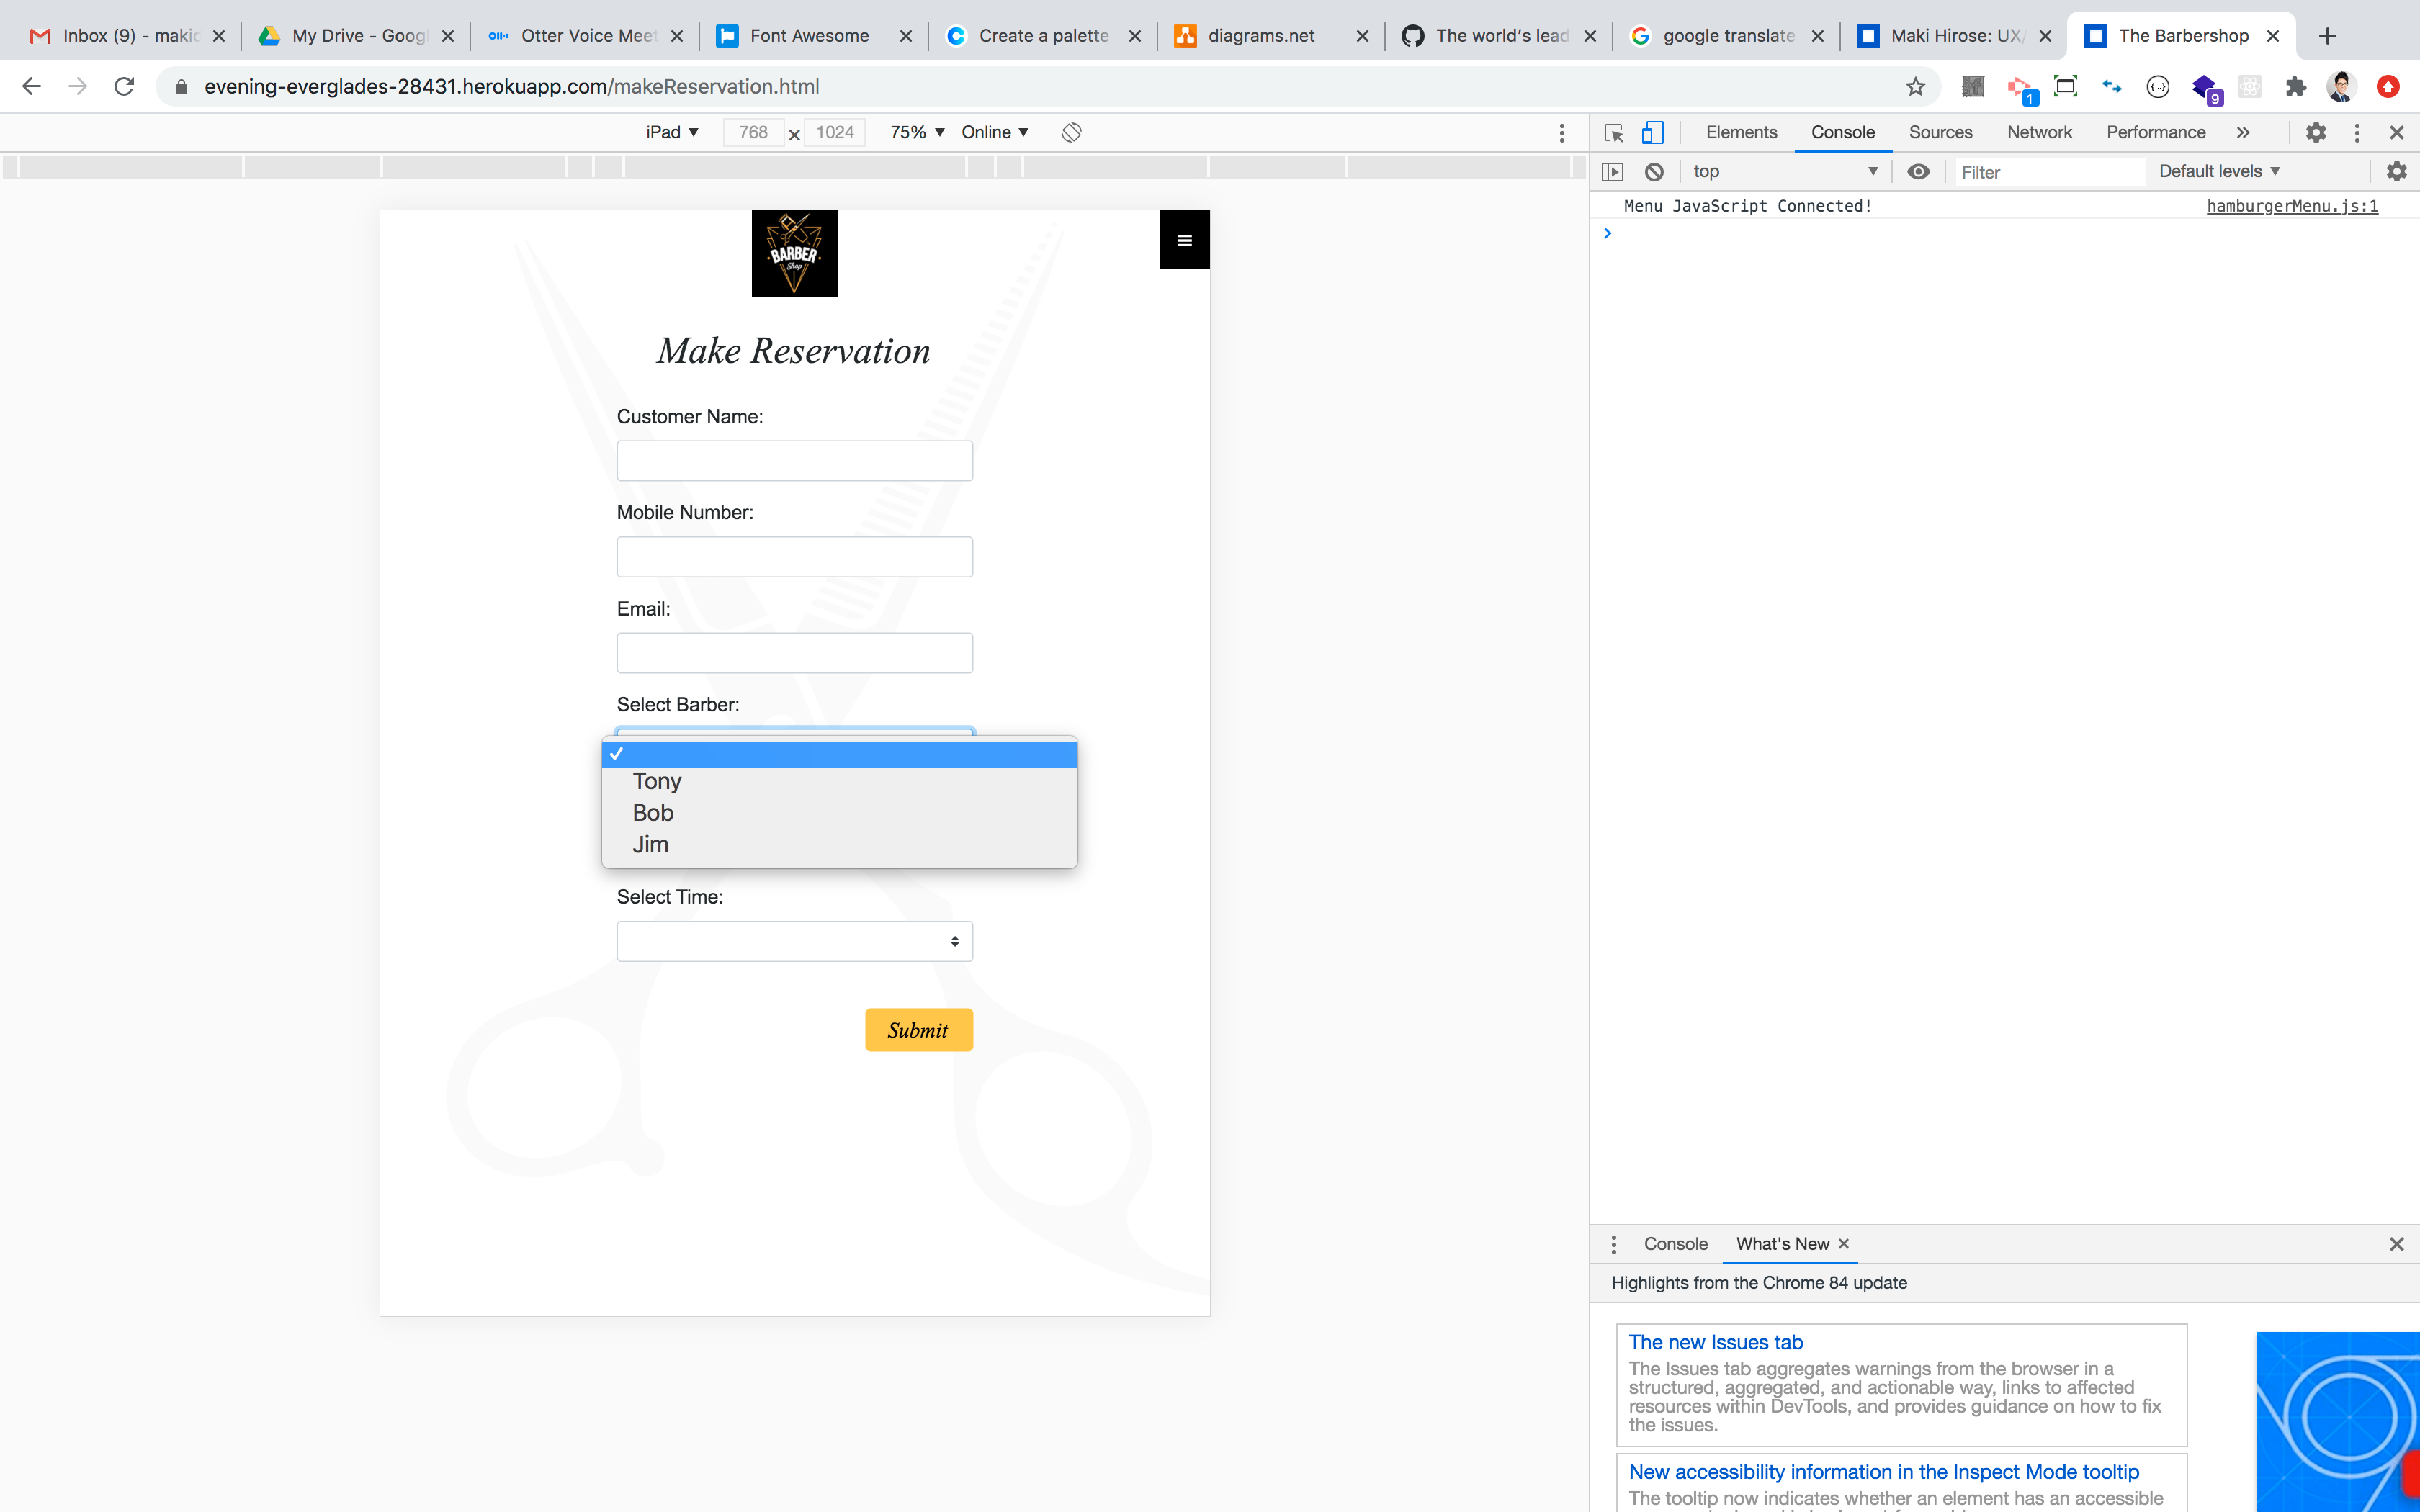 Inbox (9) - maki
My Drive - Goog
Otter Voice Meet
Font Awesome
Create a palette
diagrams.net
The world's lead
google translate
Maki Hirose: UX/
The Barbershop
evening-everglades-28431.herokuapp.com/makeReservation.html
1
9
iPad ▼ 768 × 1024 75% ▼ Online ▼
Elements Console Sources Network Performance »
top ▼ Filter Default levels ▼
Menu JavaScript Connected! hamburgerMenu.js:1
BARBER
Shop
Make Reservation
Customer Name:
Mobile Number:
Email:
Select Barber:
Tony
Bob
Jim
Select Time:
Submit
Console What's New
Highlights from the Chrome 84 update
The new Issues tab
The Issues tab aggregates warnings from the browser in a
structured, aggregated, and actionable way, links to affected
resources within DevTools, and provides guidance on how to fix
the issues.
New accessibility information in the Inspect Mode tooltip
The tooltip now indicates whether an element has an accessible